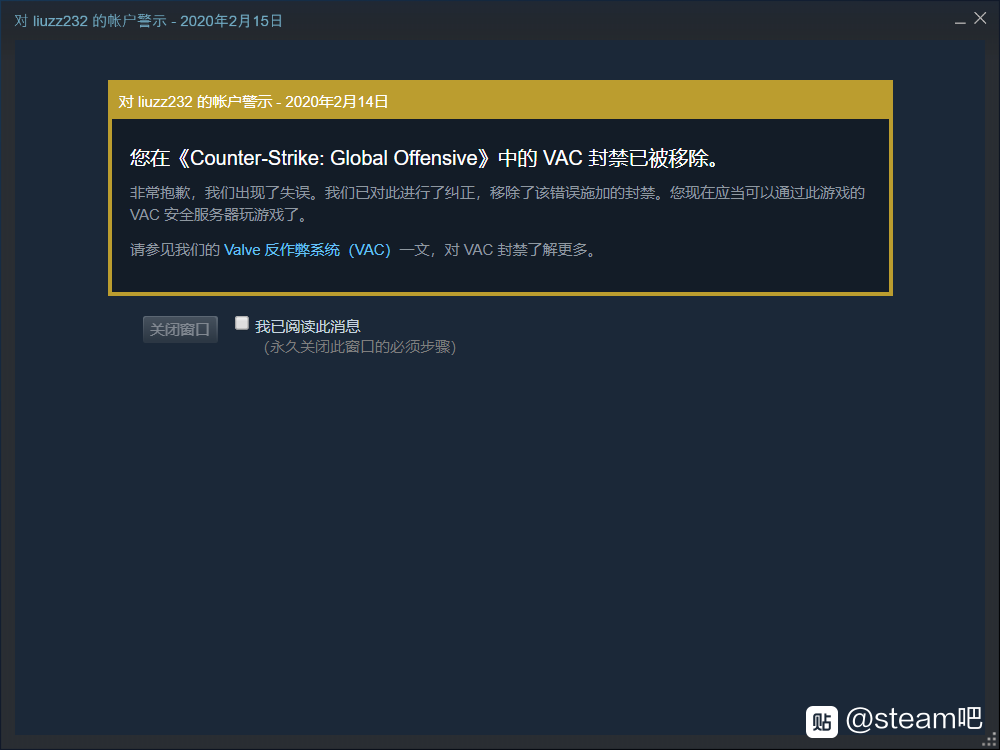 对 liuzz232 的帐户警示 - 2020年2月15日
对 liuzz232 的帐户警示 - 2020年2月14日
您在《Counter-Strike: Global Offensive》中的 VAC 封禁已被移除。
非常抱歉，我们出现了失误。我们已对此进行了纠正，移除了该错误施加的封禁。您现在应当可以通过此游戏的
VAC 安全服务器玩游戏了。
请参见我们的 Valve 反作弊系统（VAC）一文，对 VAC 封禁了解更多。
关闭窗口
我已阅读此消息
（永久关闭此窗口的必须步骤）
贴 @steam吧